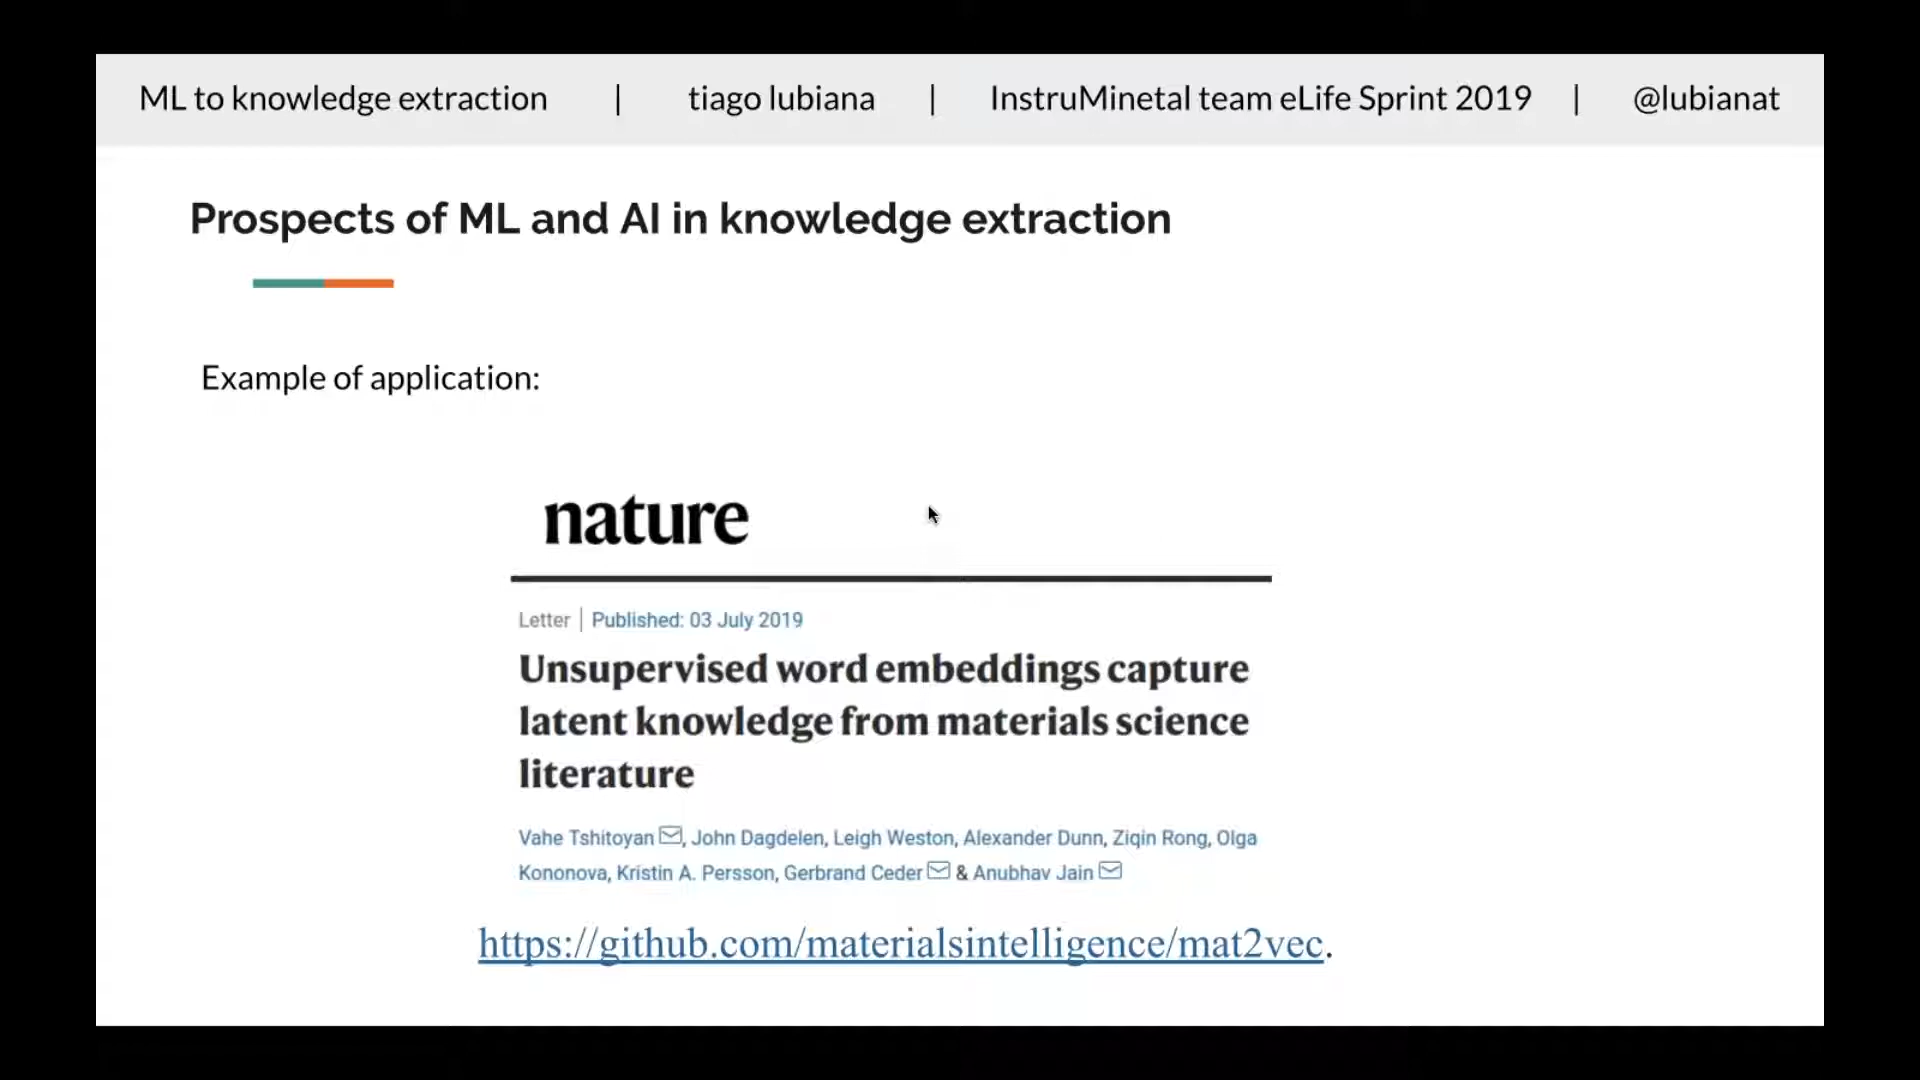 ML to knowledge extraction | tiago lubiana | InstruMinetal team eLife Sprint 2019 | @lubianat
Prospects of ML and AI in knowledge extraction
Example of application:
nature
Letter | Published: 03 July 2019
Unsupervised word embeddings capture
latent knowledge from materials science
literature
Vahe Tshitoyan, John Dagdelen, Leigh Weston, Alexander Dunn, Ziqin Rong, Olga
Kononova, Kristin A. Persson, Gerbrand Ceder & Anubhav Jain
https://github.com/materialsintelligence/mat2vec.